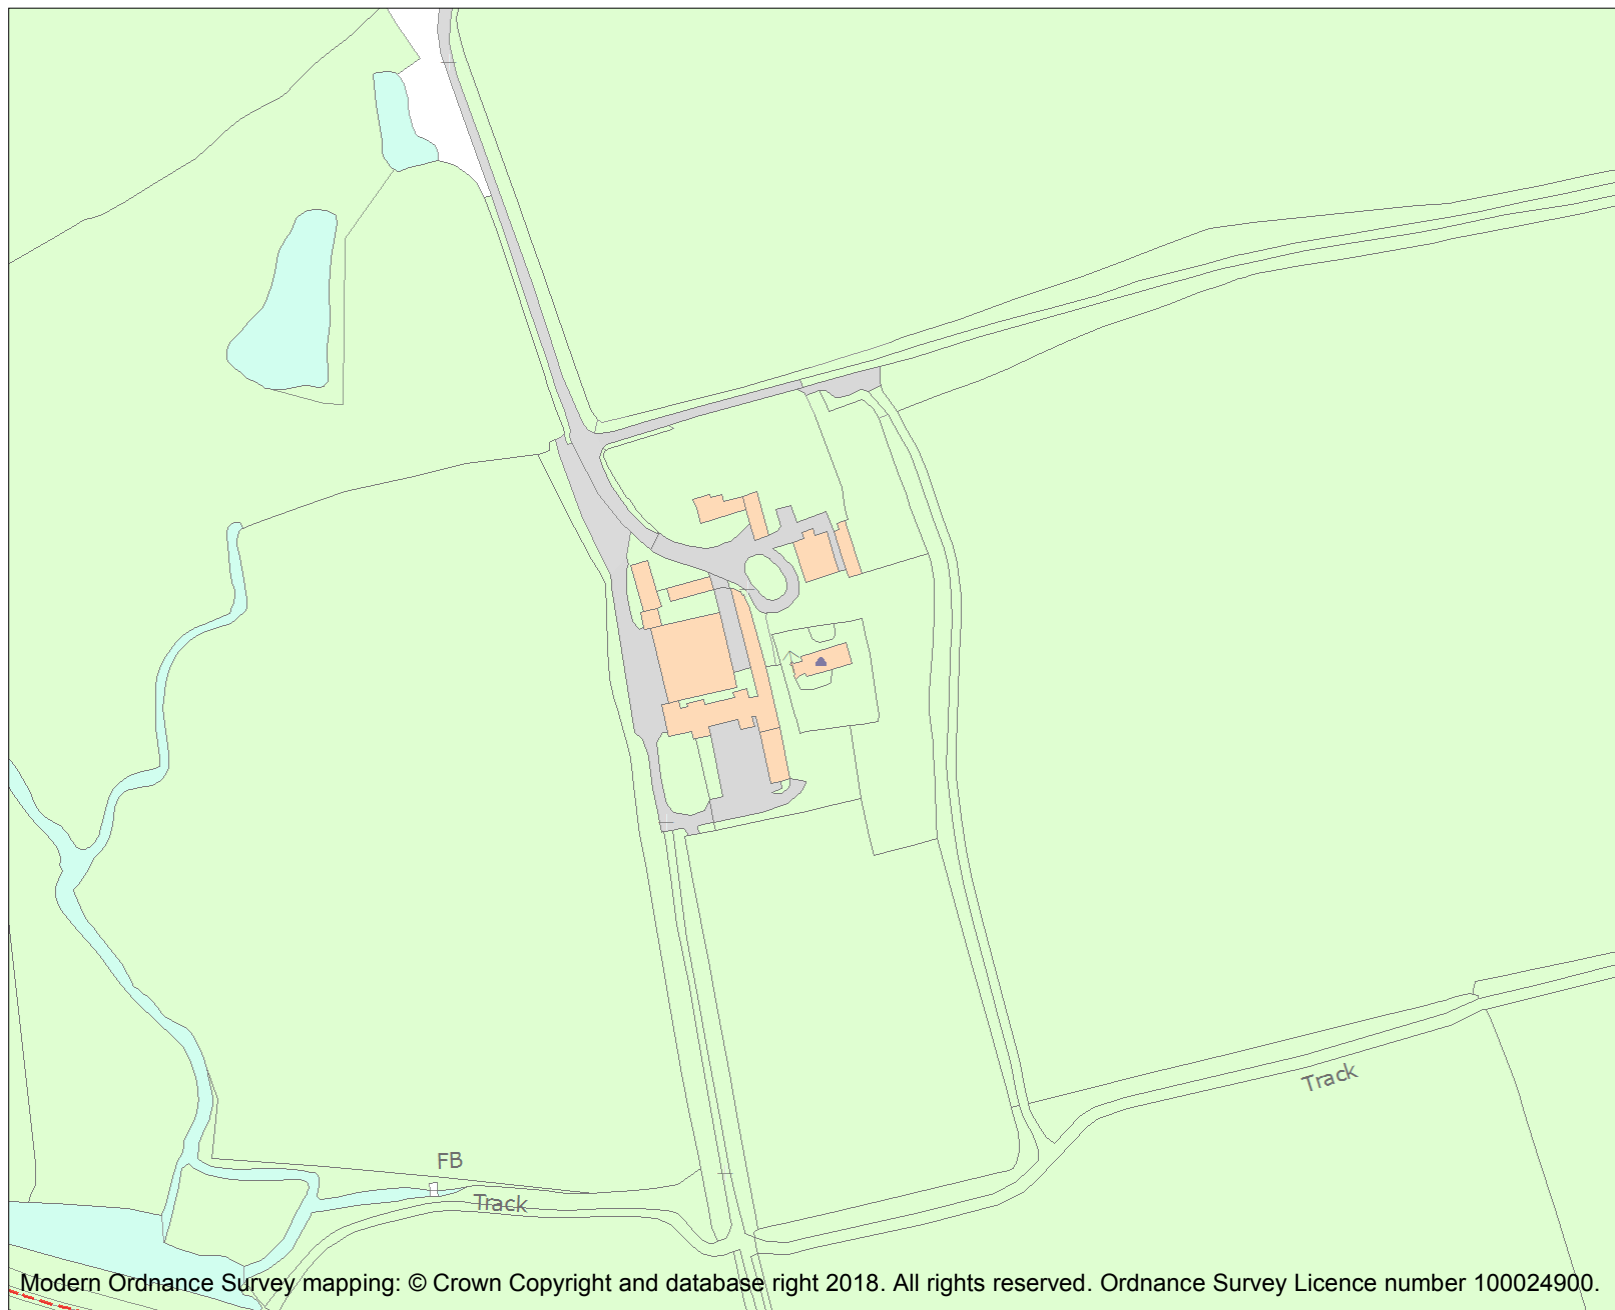 Track
FB
Track
Modern Ordnance Survey mapping: © Crown Copyright and database right 2018. All rights reserved. Ordnance Survey Licence number 100024900.